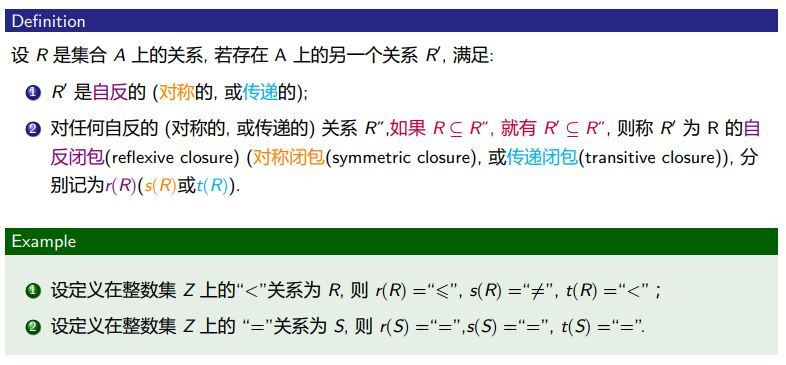 Definition
设 R 是集合 A 上的关系, 若存在 A 上的另一个关系 R′, 满足:
1 R′ 是自反的 (对称的, 或传递的);
2 对任何自反的 (对称的, 或传递的) 关系 R″,如果 R ⊆ R″, 就有 R′ ⊆ R″, 则称 R′ 为 R 的自
反闭包(reflexive closure) (对称闭包(symmetric closure), 或传递闭包(transitive closure)), 分
别记为r(R)(s(R)或t(R)).
Example
1 设定义在整数集 Z 上的“<”关系为 R, 则 r(R) =“⩽”, s(R) =“≠”, t(R) =“<” ;
2 设定义在整数集 Z 上的 “=”关系为 S, 则 r(S) =“=”,s(S) =“=”, t(S) =“=”.